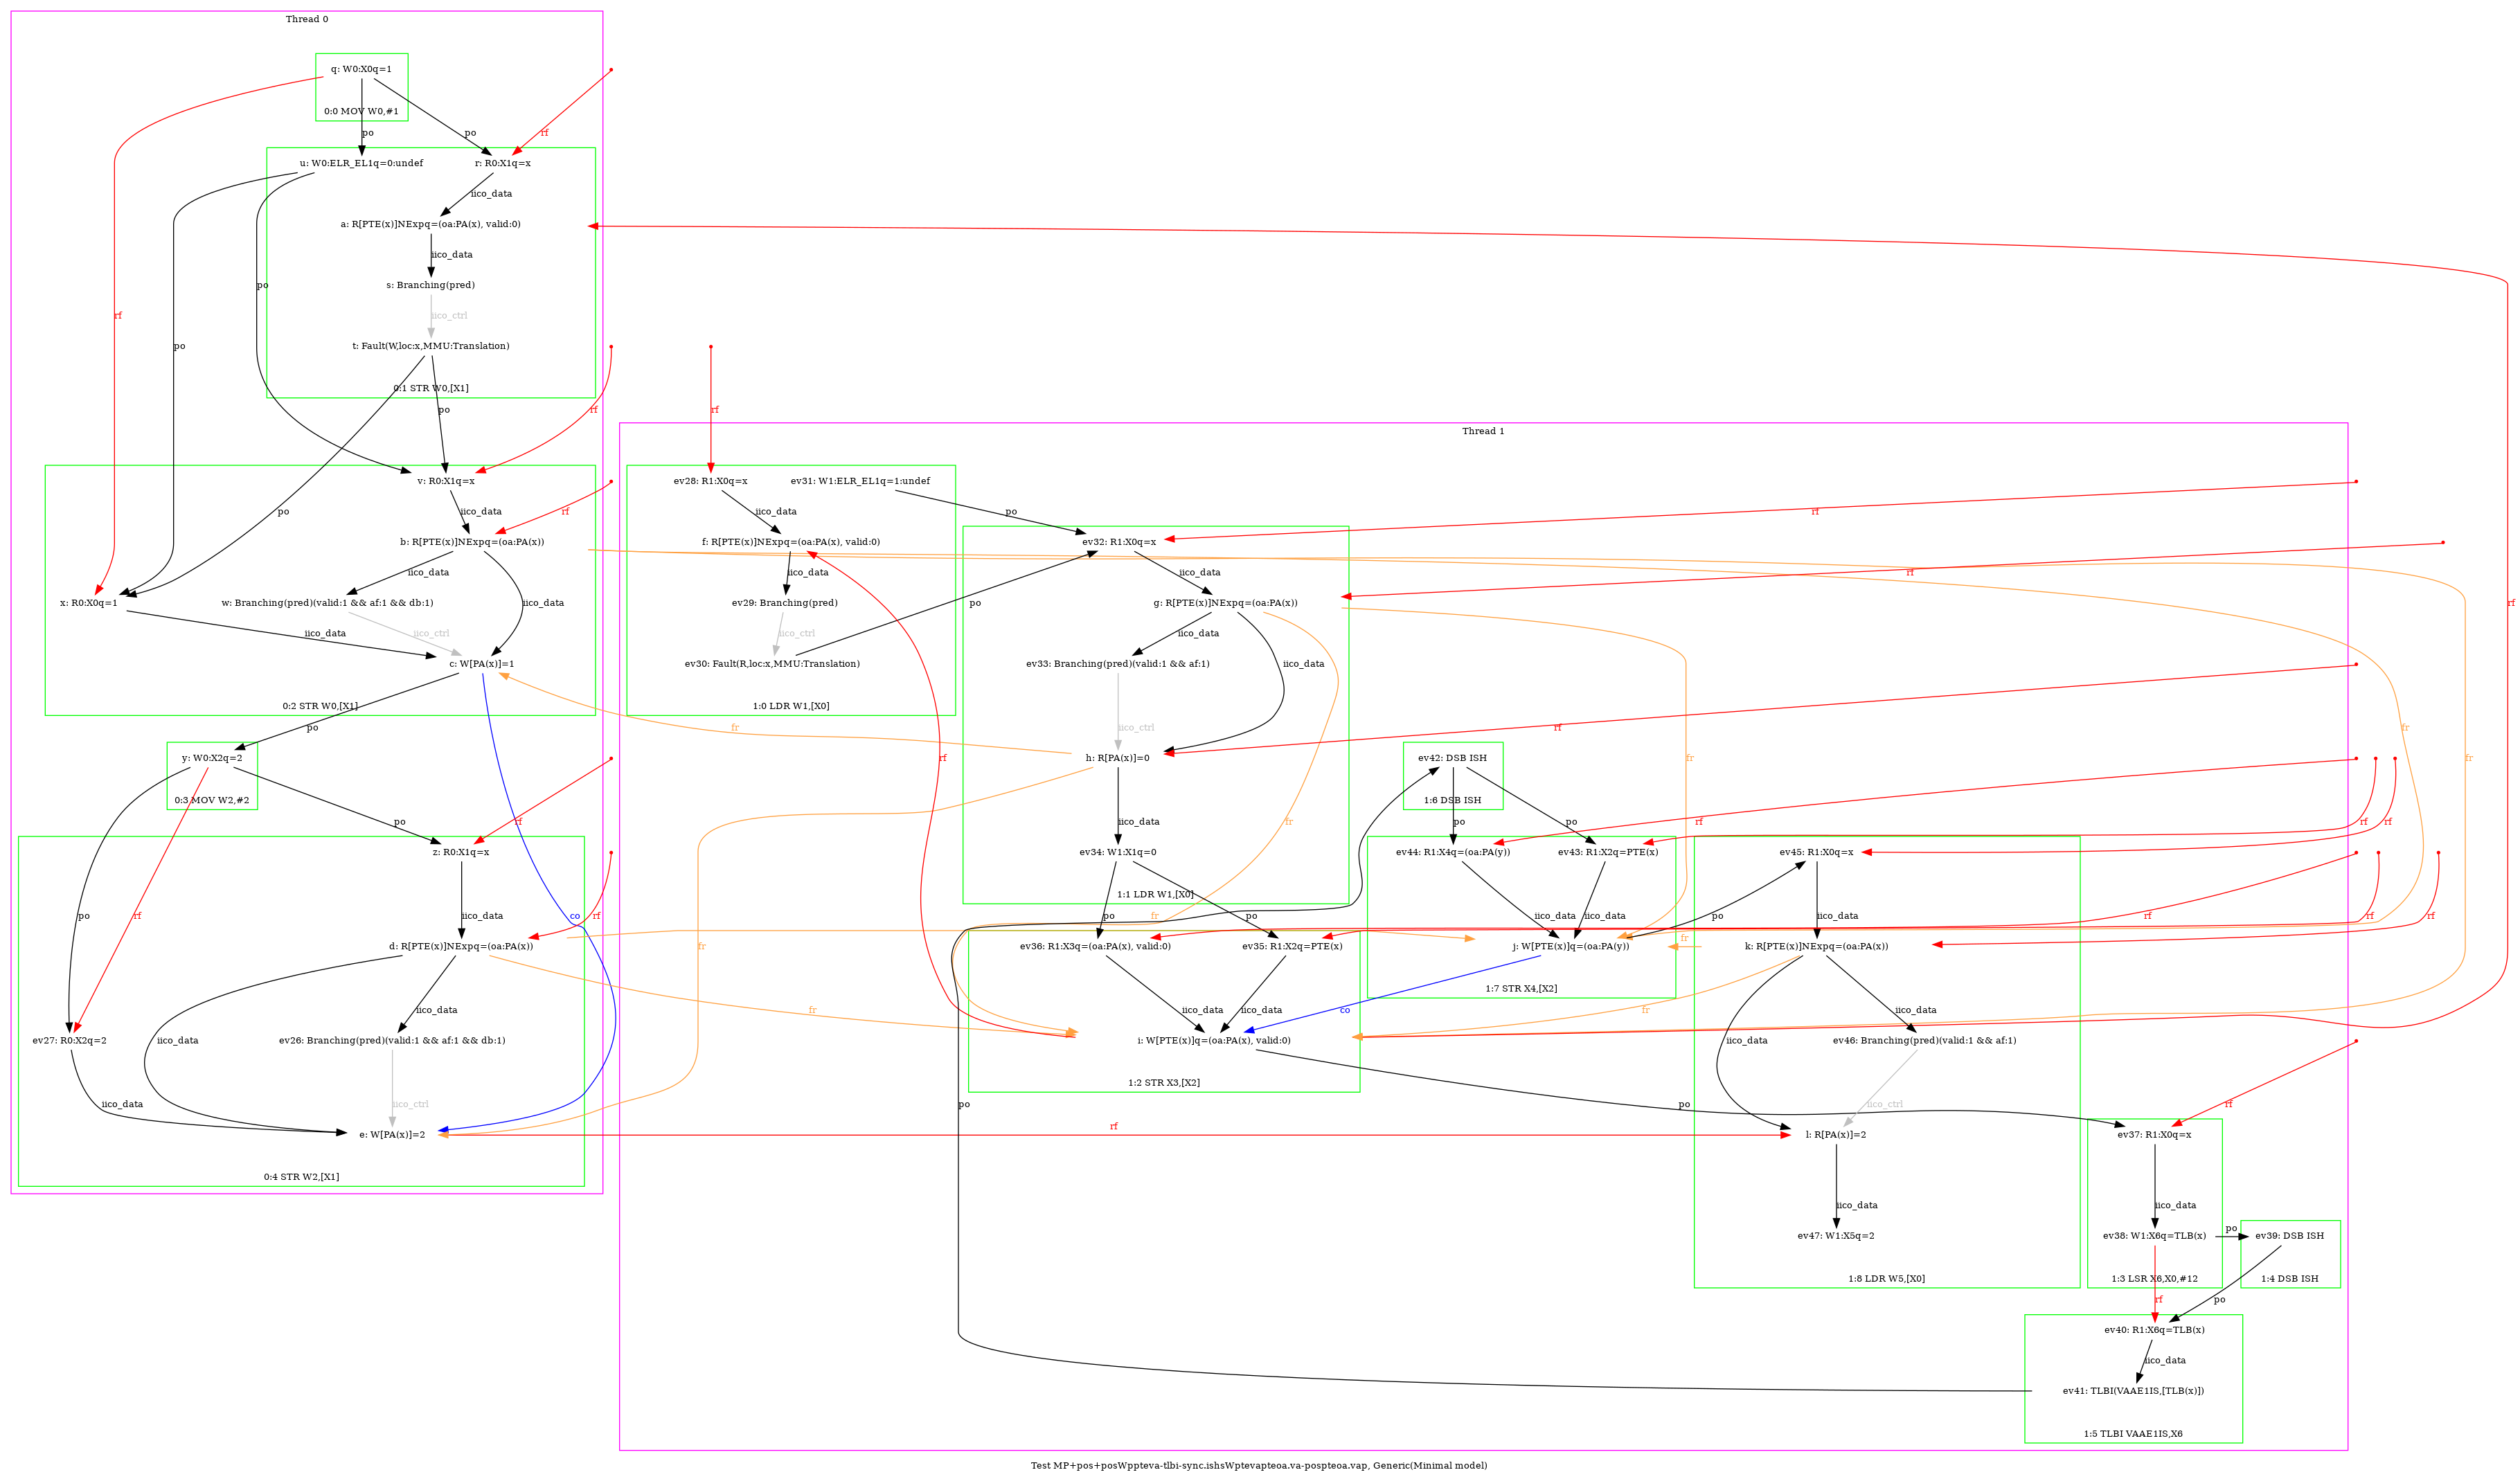 Thread 0
q: W0:X0q=1
0:0 MOV W0,#1
po
po
rf
u: W0:ELR_EL1q=0:undef
r: R0:X1q=x
iico_data
a: R[PTE(x)]NExpq=(oa:PA(x), valid:0)
iico_data
s: Branching(pred)
iico_ctrl
t: Fault(W,loc:x,MMU:Translation)
0:1 STR W0,[X1]
rf
po
po
po
rf
rf
rf
Thread 1
v: R0:X1q=x
iico_data
b: R[PTE(x)]NExpq=(oa:PA(x))
rf
po
iico_data
x: R0:X0q=1
w: Branching(pred)(valid:1 && af:1 && db:1)
iico_data
iico_data
iico_ctrl
c: W[PA(x)]=1
0:2 STR W0,[X1]
po
y: W0:X2q=2
0:3 MOV W2,#2
po
rf
z: R0:X1q=x
po
rf
iico_data
co
rf
d: R[PTE(x)]NExpq=(oa:PA(x))
iico_data
iico_data
fr
ev27: R0:X2q=2
ev26: Branching(pred)(valid:1 && af:1 && db:1)
iico_data
iico_ctrl
e: W[PA(x)]=2
0:4 STR W2,[X1]
ev28: R1:X0q=x
ev31: W1:ELR_EL1q=1:undef
iico_data
po
f: R[PTE(x)]NExpq=(oa:PA(x), valid:0)
iico_data
ev29: Branching(pred)
po
iico_ctrl
ev30: Fault(R,loc:x,MMU:Translation)
1:0 LDR W1,[X0]
fr
rf
fr
rf
ev32: R1:X0q=x
iico_data
rf
g: R[PTE(x)]NExpq=(oa:PA(x))
iico_data
ev33: Branching(pred)(valid:1 && af:1)
iico_data
iico_ctrl
rf
h: R[PA(x)]=0
iico_data
fr
ev34: W1:X1q=0
1:1 LDR W1,[X0]
po
po
fr
fr
fr
fr
ev42: DSB ISH
1:6 DSB ISH
po
po
rf
rf
rf
ev44: R1:X4q=(oa:PA(y))
ev43: R1:X2q=PTE(x)
iico_data
iico_data
j: W[PTE(x)]q=(oa:PA(y))
1:7 STR X4,[X2]
po
rf
rf
rf
ev45: R1:X0q=x
iico_data
fr
k: R[PTE(x)]NExpq=(oa:PA(x))
ev36: R1:X3q=(oa:PA(x), valid:0)
ev35: R1:X2q=PTE(x)
iico_data
iico_data
co
fr
iico_data
iico_data
i: W[PTE(x)]q=(oa:PA(x), valid:0)
1:2 STR X3,[X2]
ev46: Branching(pred)(valid:1 && af:1)
po
po
iico_ctrl
rf
rf
l: R[PA(x)]=2
iico_data
ev47: W1:X5q=2
1:8 LDR W5,[X0]
ev37: R1:X0q=x
iico_data
ev38: W1:X6q=TLB(x)
1:3 LSR X6,X0,#12
po
ev39: DSB ISH
1:4 DSB ISH
rf
po
ev40: R1:X6q=TLB(x)
iico_data
ev41: TLBI(VAAE1IS,[TLB(x)])
1:5 TLBI VAAE1IS,X6
Test MP+pos+posWppteva-tlbi-sync.ishsWptevapteoa.va-pospteoa.vap, Generic(Minimal model)